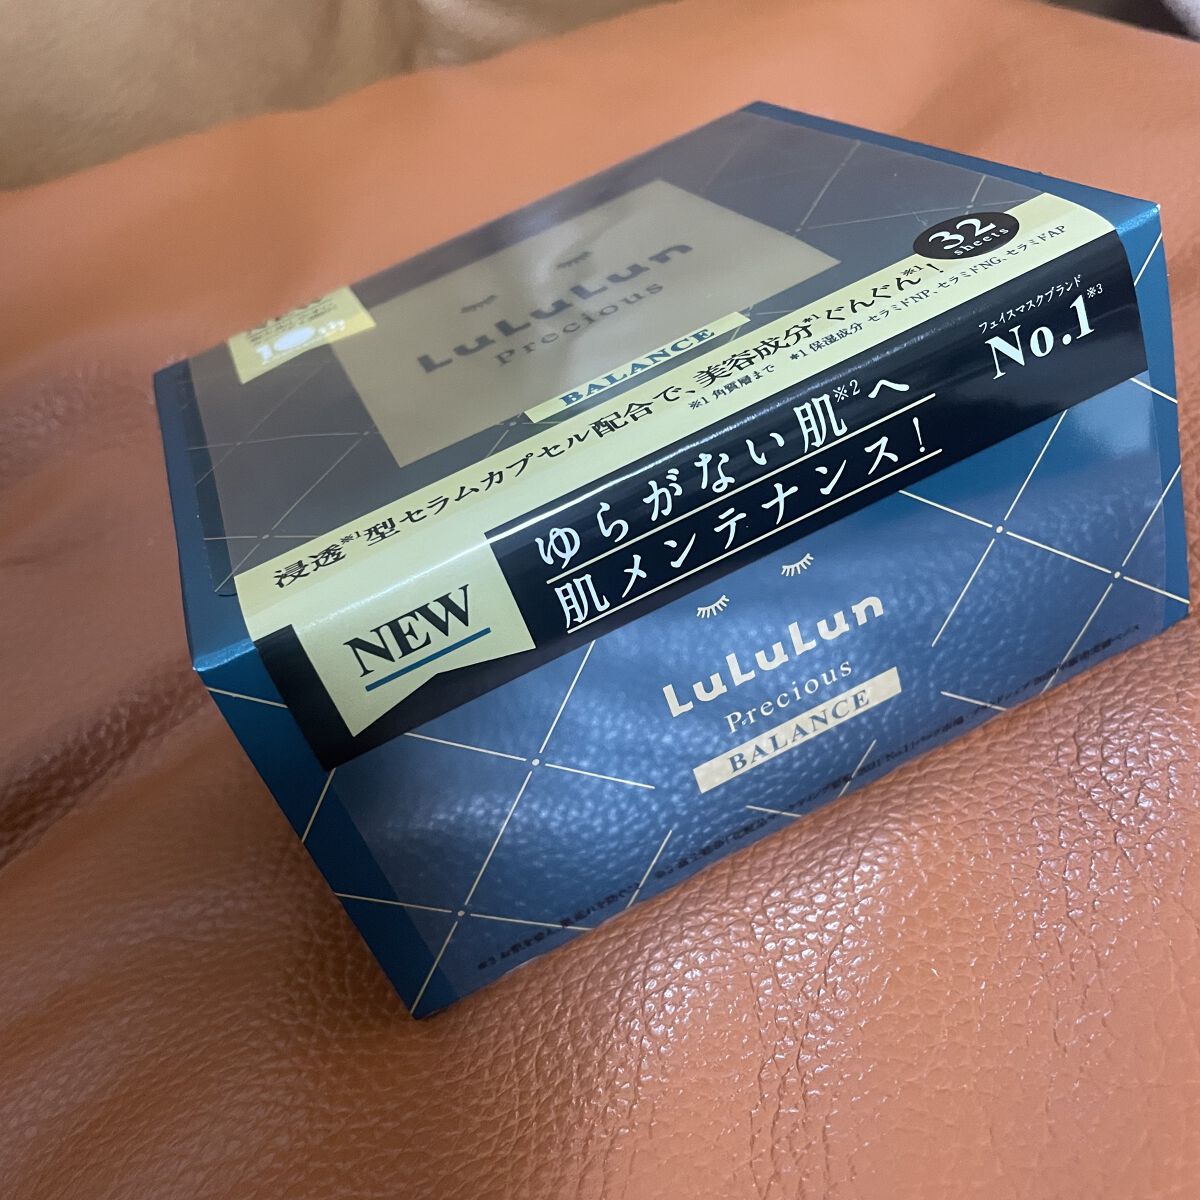 NEW
LuLuLun
Precious
BALANCE
32
sheets
浸透※1型セラムカプセル配合で、美容成分※1ぐんぐん※1!
※1 角質層まで ※1 保湿成分 セラミドNP、セラミドNG、セラミドAP
NEW
ゆらがない肌※2へ
肌メンテナンス!
フェイスマスクブランド
No.1※3
LuLuLun
Precious
BALANCE